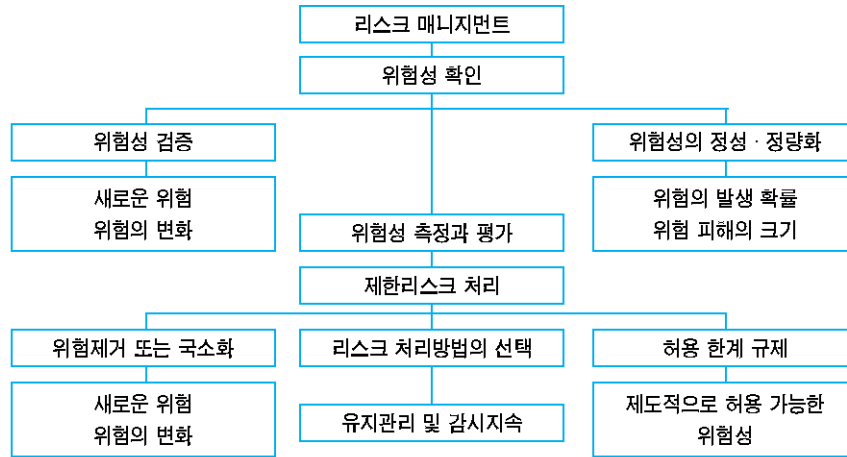 리스크 매니지먼트
위험성 확인
위험성 검증
위험성의 정성 · 정량화
새로운 위험
위험의 변화
위험의 발생 확률
위험 피해의 크기
위험성 측정과 평가
제한리스크 처리
위험제거 또는 국소화
리스크 처리방법의 선택
허용 한계 규제
새로운 위험
위험의 변화
유지관리 및 감시지속
제도적으로 허용 가능한
위험성